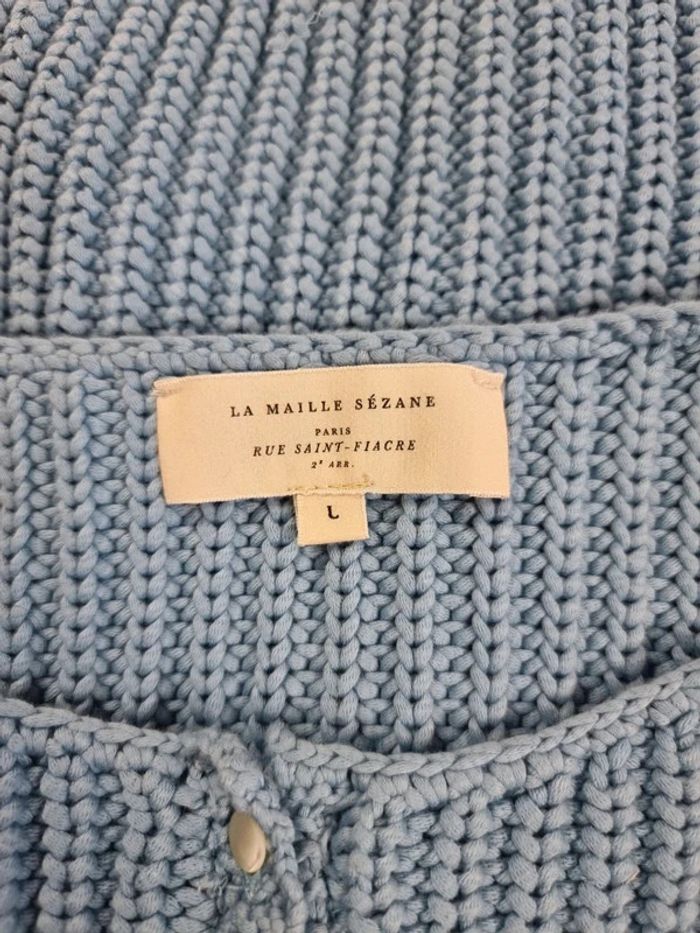 LA MAILLE SÉZANE
PARIS
RUE SAINT-FIACRE
2ᴱ ARR.
L